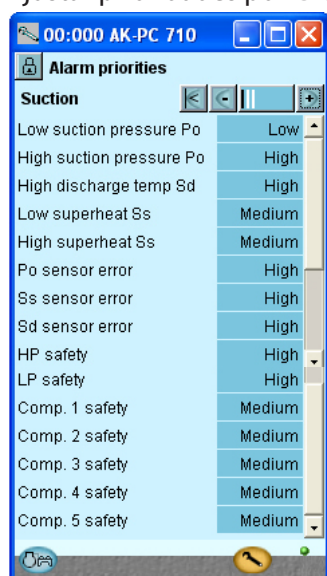 00:000 AK-PC 710
Alarm priorities
Suction
Low suction pressure Po Low
High suction pressure Po High
High discharge temp Sd High
Low superheat Ss Medium
High superheat Ss Medium
Po sensor error High
Ss sensor error High
Sd sensor error High
HP safety High
LP safety High
Comp. 1 safety Medium
Comp. 2 safety Medium
Comp. 3 safety Medium
Comp. 4 safety Medium
Comp. 5 safety Medium